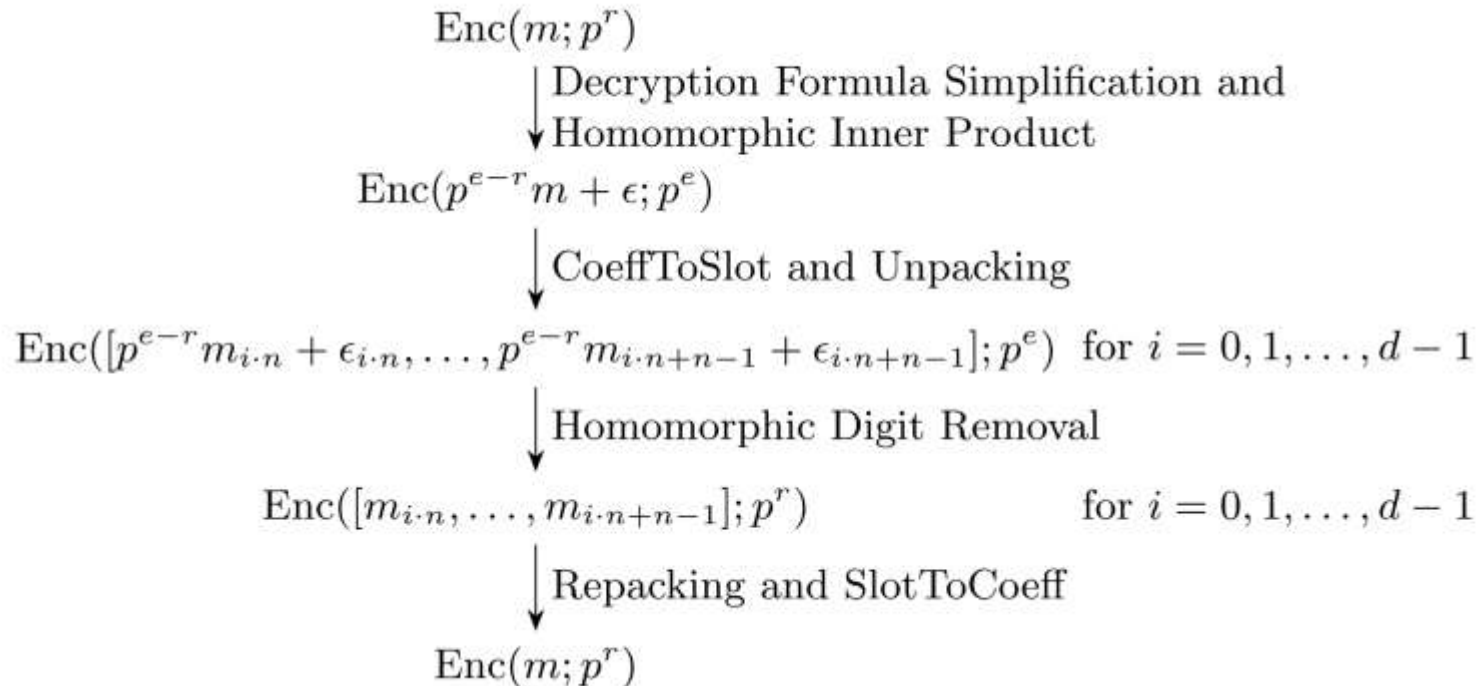 Enc(m; p^r)
Decryption Formula Simplification and
Homomorphic Inner Product
Enc(p^{e−r}m + ϵ; p^e)
CoeffToSlot and Unpacking
Enc([p^{e−r}m_{i·n} + ϵ_{i·n}, . . . , p^{e−r}m_{i·n+n−1} + ϵ_{i·n+n−1}]; p^e) for i = 0, 1, . . . , d − 1
Homomorphic Digit Removal
Enc([m_{i·n}, . . . , m_{i·n+n−1}]; p^r) for i = 0, 1, . . . , d − 1
Repacking and SlotToCoeff
Enc(m; p^r)